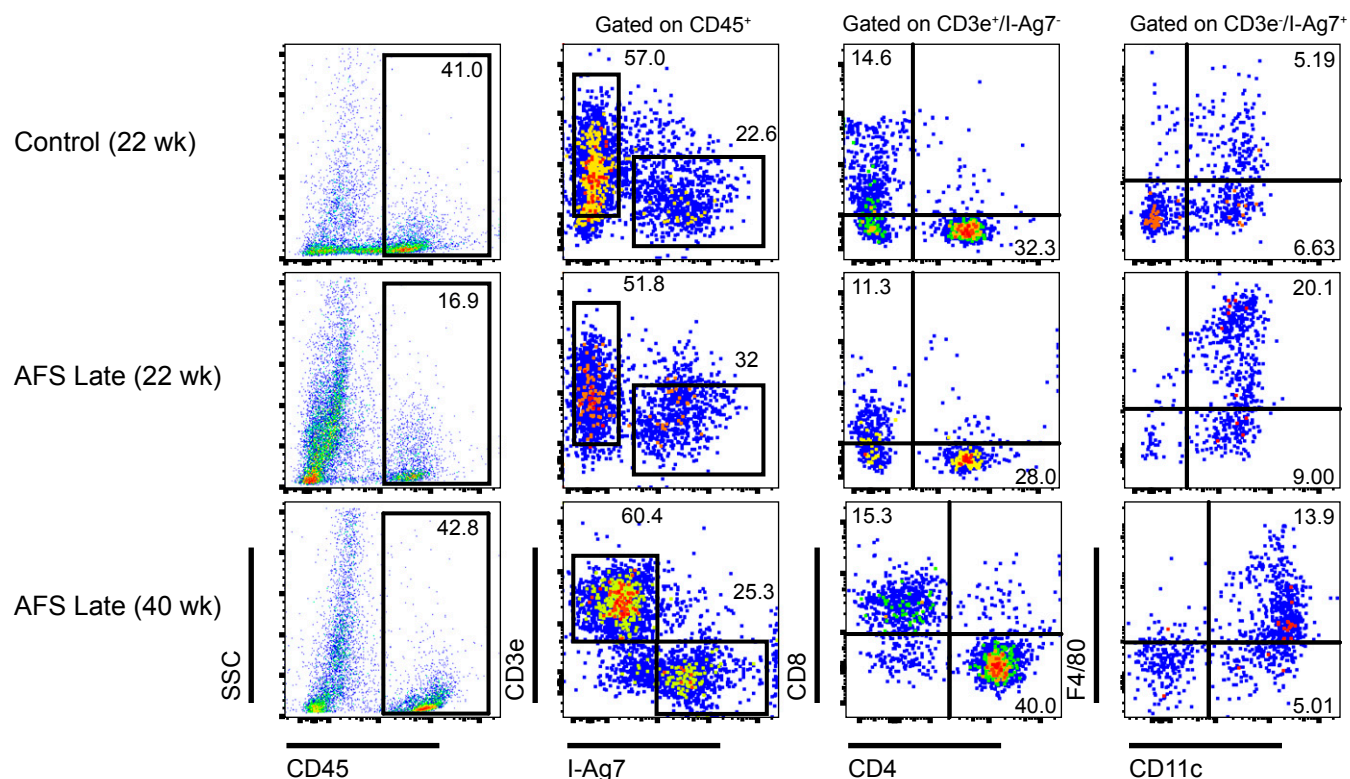 Gated on CD45⁺
Gated on CD3e⁺/I-Ag7⁻
Gated on CD3e⁻/I-Ag7⁺
Control (22 wk)
41.0
57.0
22.6
14.6
32.3
5.19
6.63
AFS Late (22 wk)
16.9
51.8
32
11.3
28.0
20.1
9.00
AFS Late (40 wk)
42.8
60.4
25.3
15.3
40.0
13.9
5.01
SSC
CD3e
CD8
F4/80
CD45
I-Ag7
CD4
CD11c